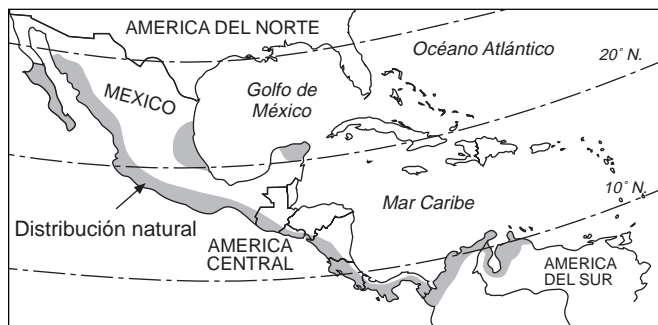 AMERICA DEL NORTE
Océano Atlántico
20° N.
MEXICO
Golfo de
México
10° N.
Mar Caribe
Distribución natural
AMERICA
CENTRAL
AMERICA
DEL SUR